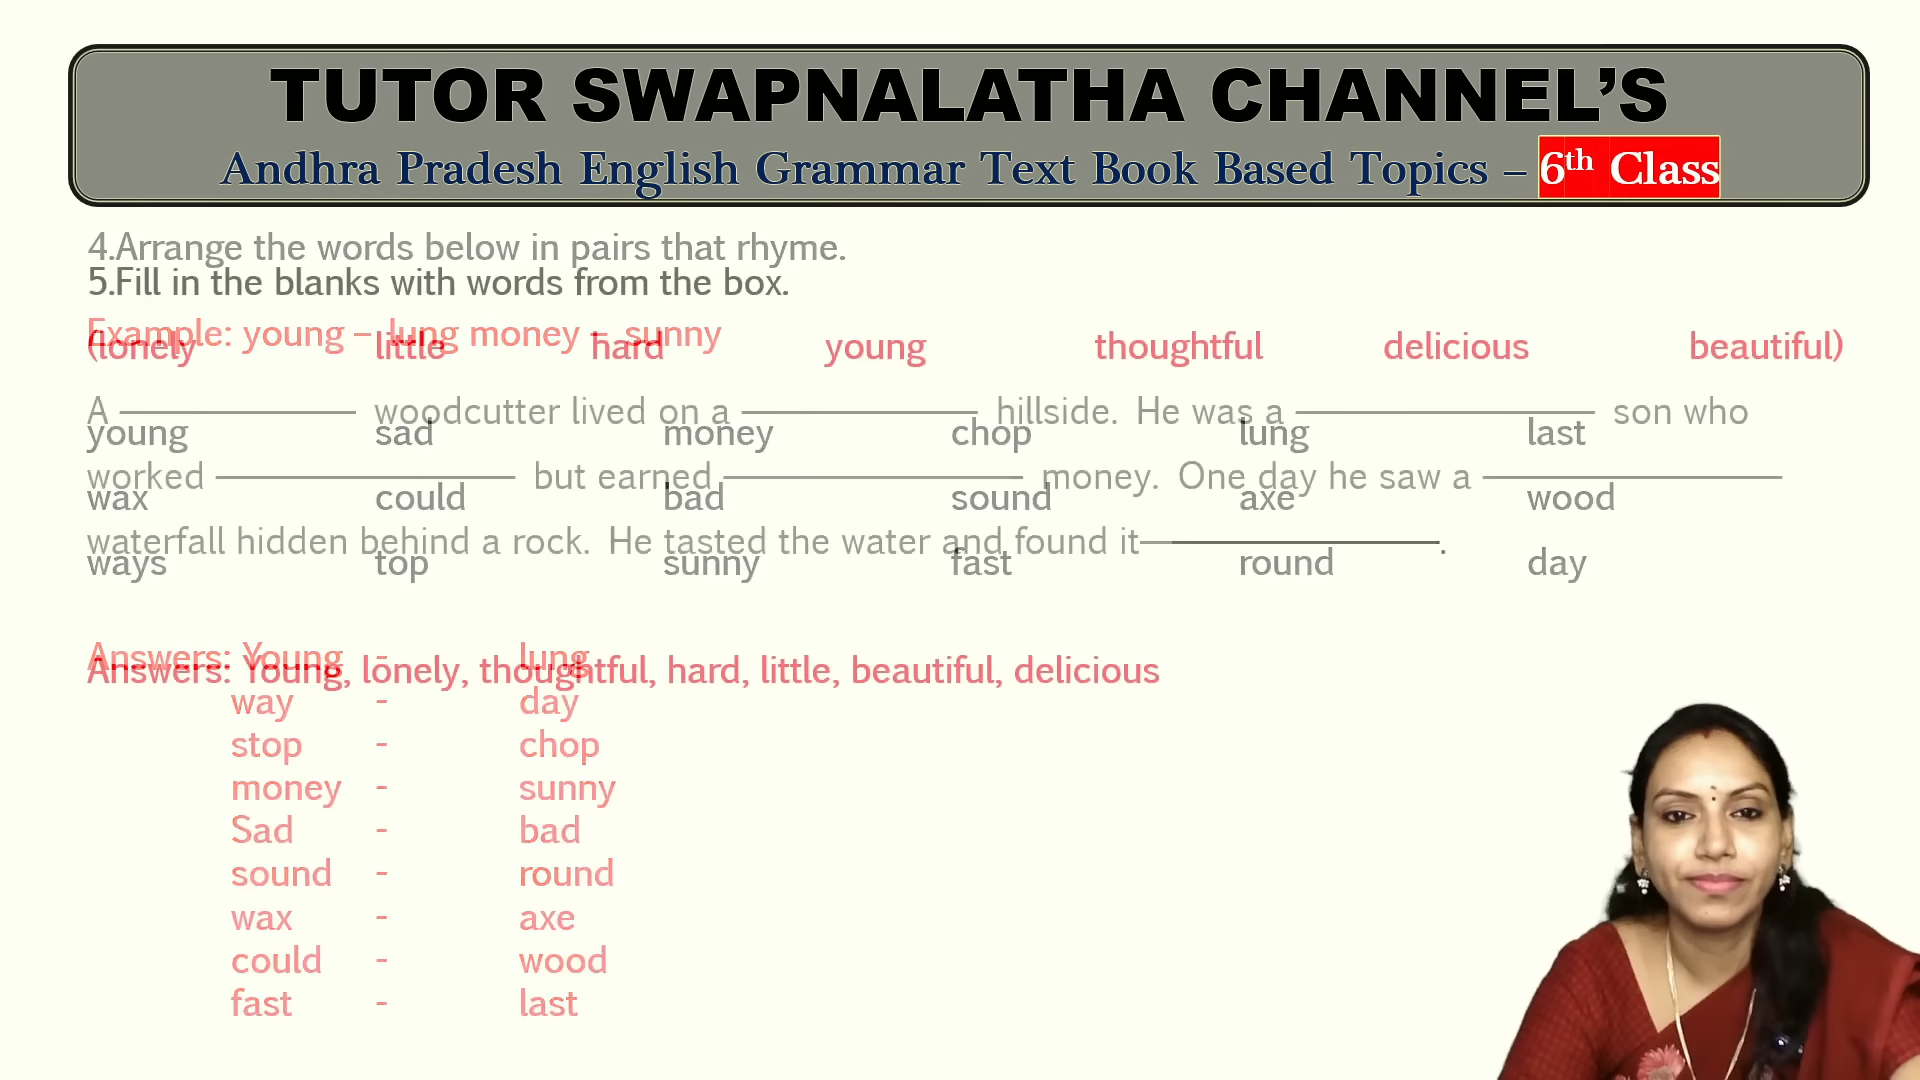 TUTOR SWAPNALATHA CHANNEL’S
Andhra Pradesh English Grammar Text Book Based Topics – 6th Class
4.Arrange the words below in pairs that rhyme.
5.Fill in the blanks with words from the box.
Example: young – lung money – sunny
(lonely little hard young thoughtful delicious beautiful)
A woodcutter lived on a hillside. He was a son who
young sad money chop lung last
worked but earned money. One day he saw a
wax could bad sound axe wood
waterfall hidden behind a rock. He tasted the water and found it .
ways top sunny fast round day
Answers: Young - lung
Answers: Young, lonely, thoughtful, hard, little, beautiful, delicious
way - day
stop - chop
money - sunny
Sad - bad
sound - round
wax - axe
could - wood
fast - last